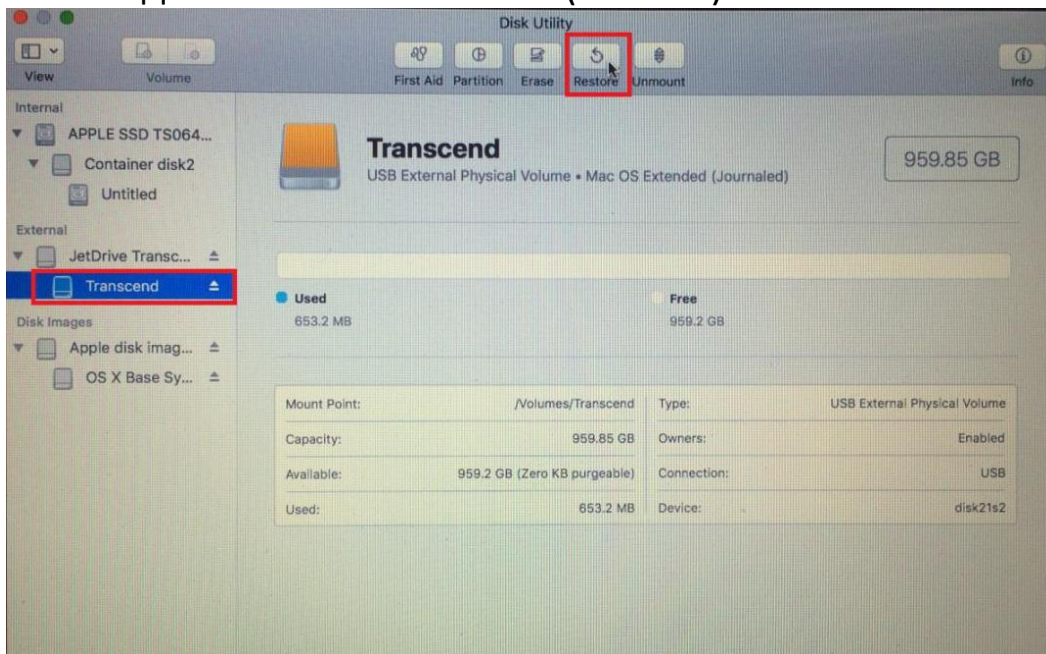 Disk Utility
View Volume First Aid Partition Erase Restore Unmount Info
Internal
APPLE SSD TS064...
Container disk2
Untitled
External
JetDrive Transc...
Transcend
Disk Images
Apple disk imag...
OS X Base Sy...
Transcend
USB External Physical Volume • Mac OS Extended (Journaled)
959.85 GB
Used
653.2 MB
Free
959.2 GB
Mount Point: /Volumes/Transcend
Type: USB External Physical Volume
Capacity: 959.85 GB
Owners: Enabled
Available: 959.2 GB (Zero KB purgeable)
Connection: USB
Used: 653.2 MB
Device: disk21s2